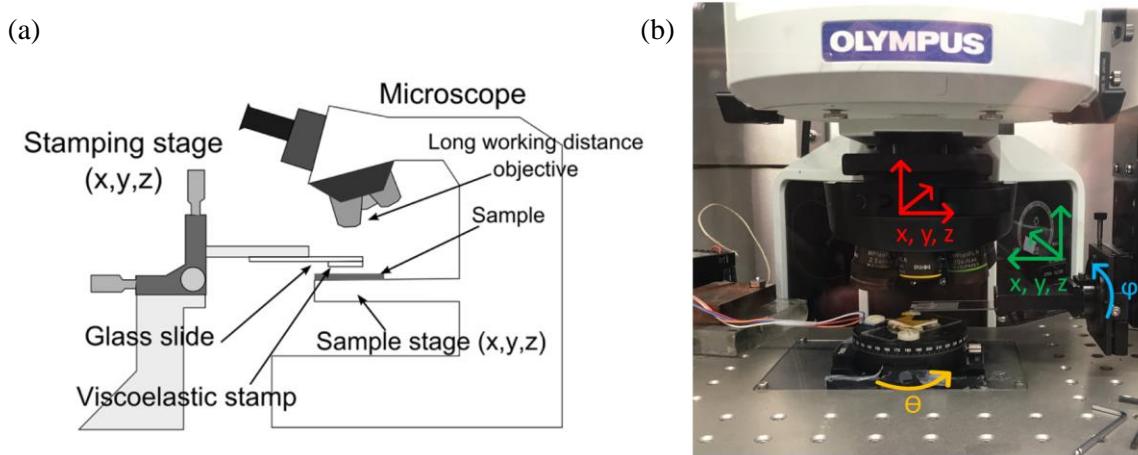 (a)
Microscope
Stamping stage
(x,y,z)
Long working distance
objective
Sample
Glass slide
Sample stage (x,y,z)
Viscoelastic stamp
(b)
OLYMPUS
x, y, z
x, y, z
φ
θ